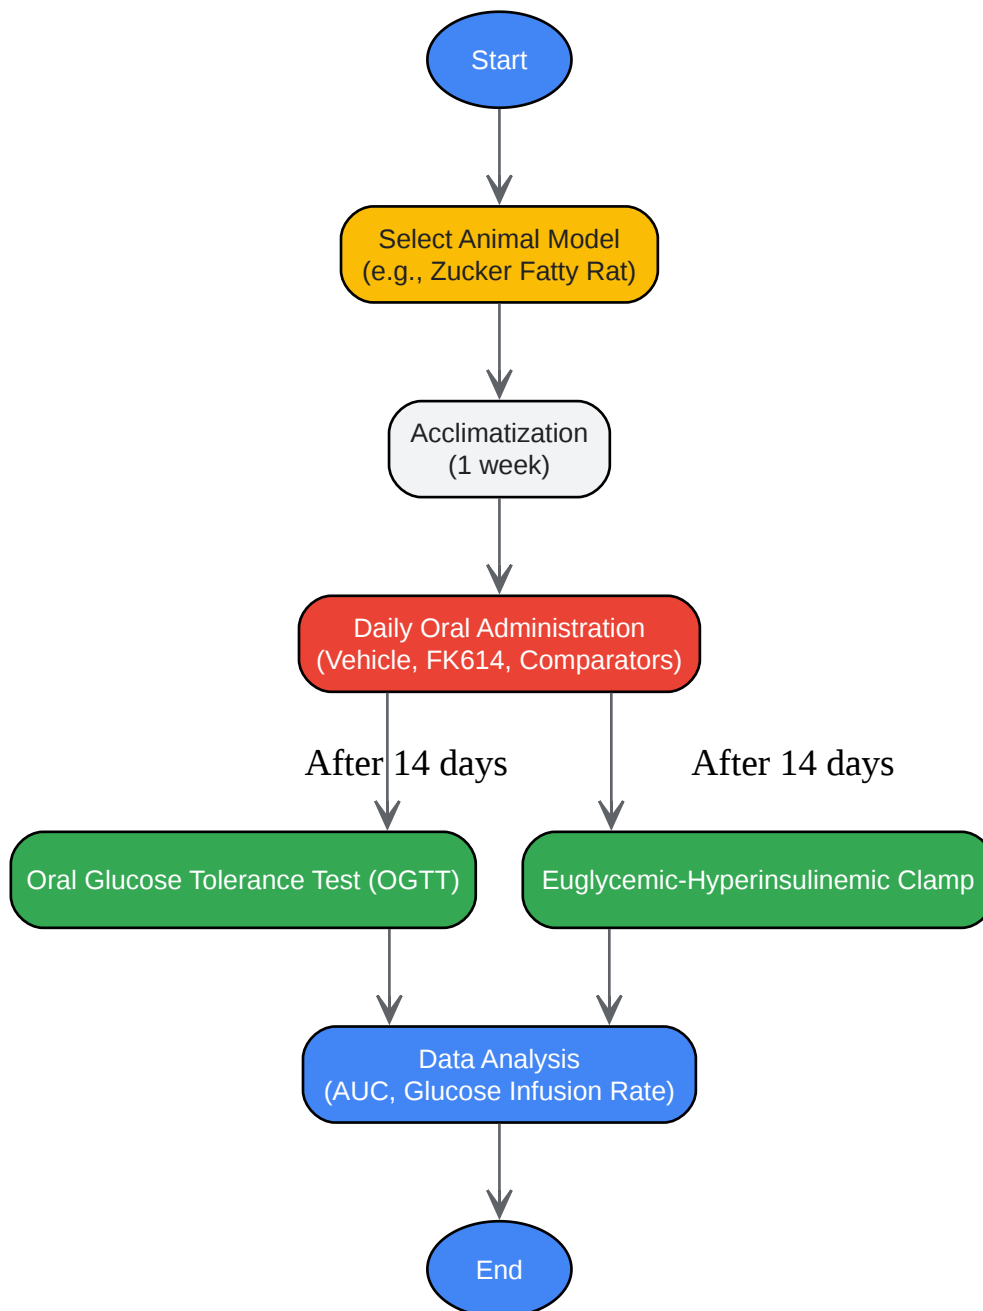 Start
Select Animal Model
(e.g., Zucker Fatty Rat)
Acclimatization
(1 week)
Daily Oral Administration
(Vehicle, FK614, Comparators)
After 14 days
After 14 days
Oral Glucose Tolerance Test (OGTT)
Euglycemic-Hyperinsulinemic Clamp
Data Analysis
(AUC, Glucose Infusion Rate)
End